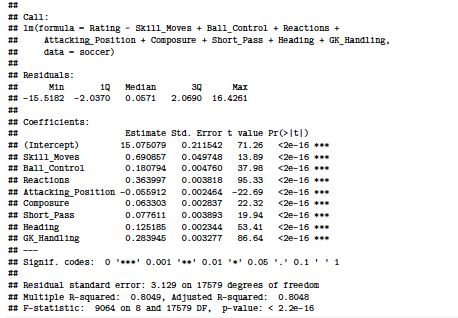 ##
## Call:
## lm(formula = Rating ~ Skill_Moves + Ball_Control + Reactions +
##     Attacking_Position + Composure + Short_Pass + Heading + GK_Handling,
##     data = soccer)
##
## Residuals:
##      Min       1Q   Median       3Q      Max
## -15.5182  -2.0370   0.0571   2.0690  16.4261
##
## Coefficients:
##                     Estimate Std. Error t value Pr(>|t|)
## (Intercept)        15.075079   0.211542   71.26   <2e-16 ***
## Skill_Moves         0.690857   0.049748   13.89   <2e-16 ***
## Ball_Control        0.180794   0.004760   37.98   <2e-16 ***
## Reactions           0.363997   0.003818   95.33   <2e-16 ***
## Attacking_Position -0.055912   0.002464  -22.69   <2e-16 ***
## Composure           0.063303   0.002837   22.32   <2e-16 ***
## Short_Pass          0.077611   0.003893   19.94   <2e-16 ***
## Heading             0.125185   0.002344   53.41   <2e-16 ***
## GK_Handling         0.283945   0.003277   86.64   <2e-16 ***
## ---
## Signif. codes:  0 '***' 0.001 '**' 0.01 '*' 0.05 '.' 0.1 ' ' 1
##
## Residual standard error: 3.129 on 17579 degrees of freedom
## Multiple R-squared:  0.8049, Adjusted R-squared:  0.8048
## F-statistic:  9064 on 8 and 17579 DF,  p-value: < 2.2e-16